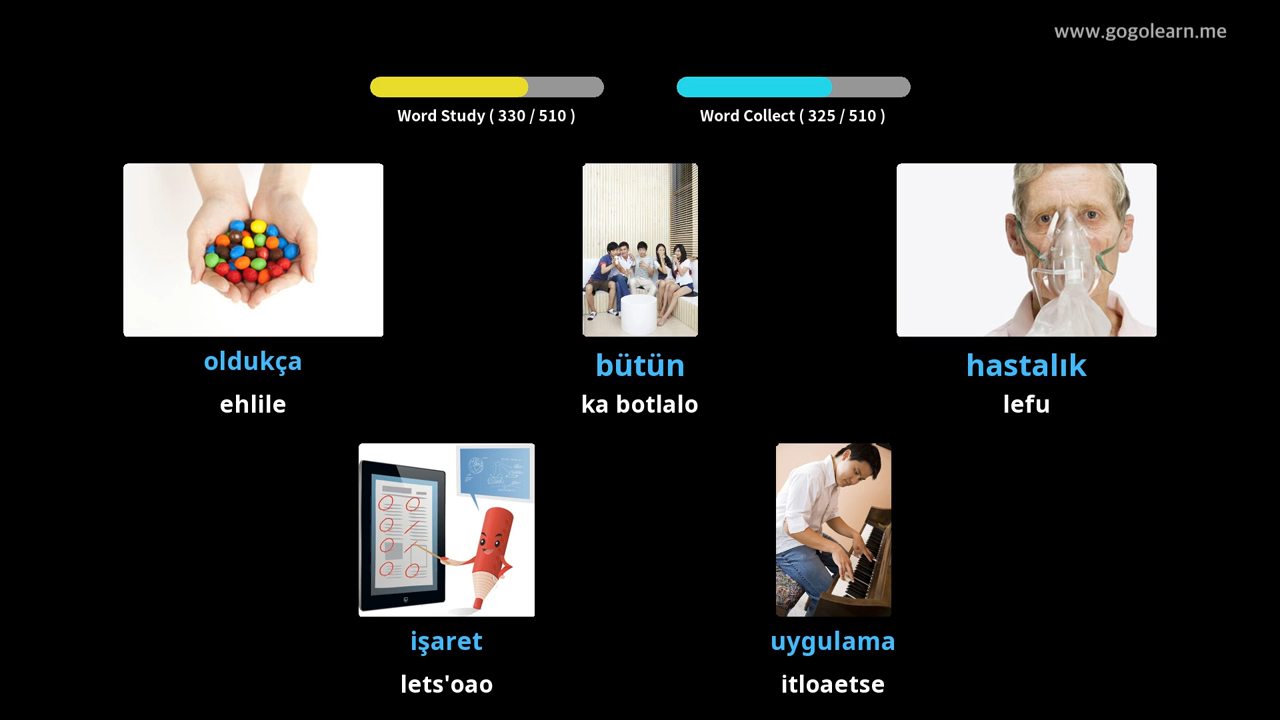 www.gogolearn.me
Word Study ( 330 / 510 )
Word Collect ( 325 / 510 )
oldukça
bütün
hastalık
ehlile
ka botlalo
lefu
işaret
uygulama
lets'oao
itloaetse